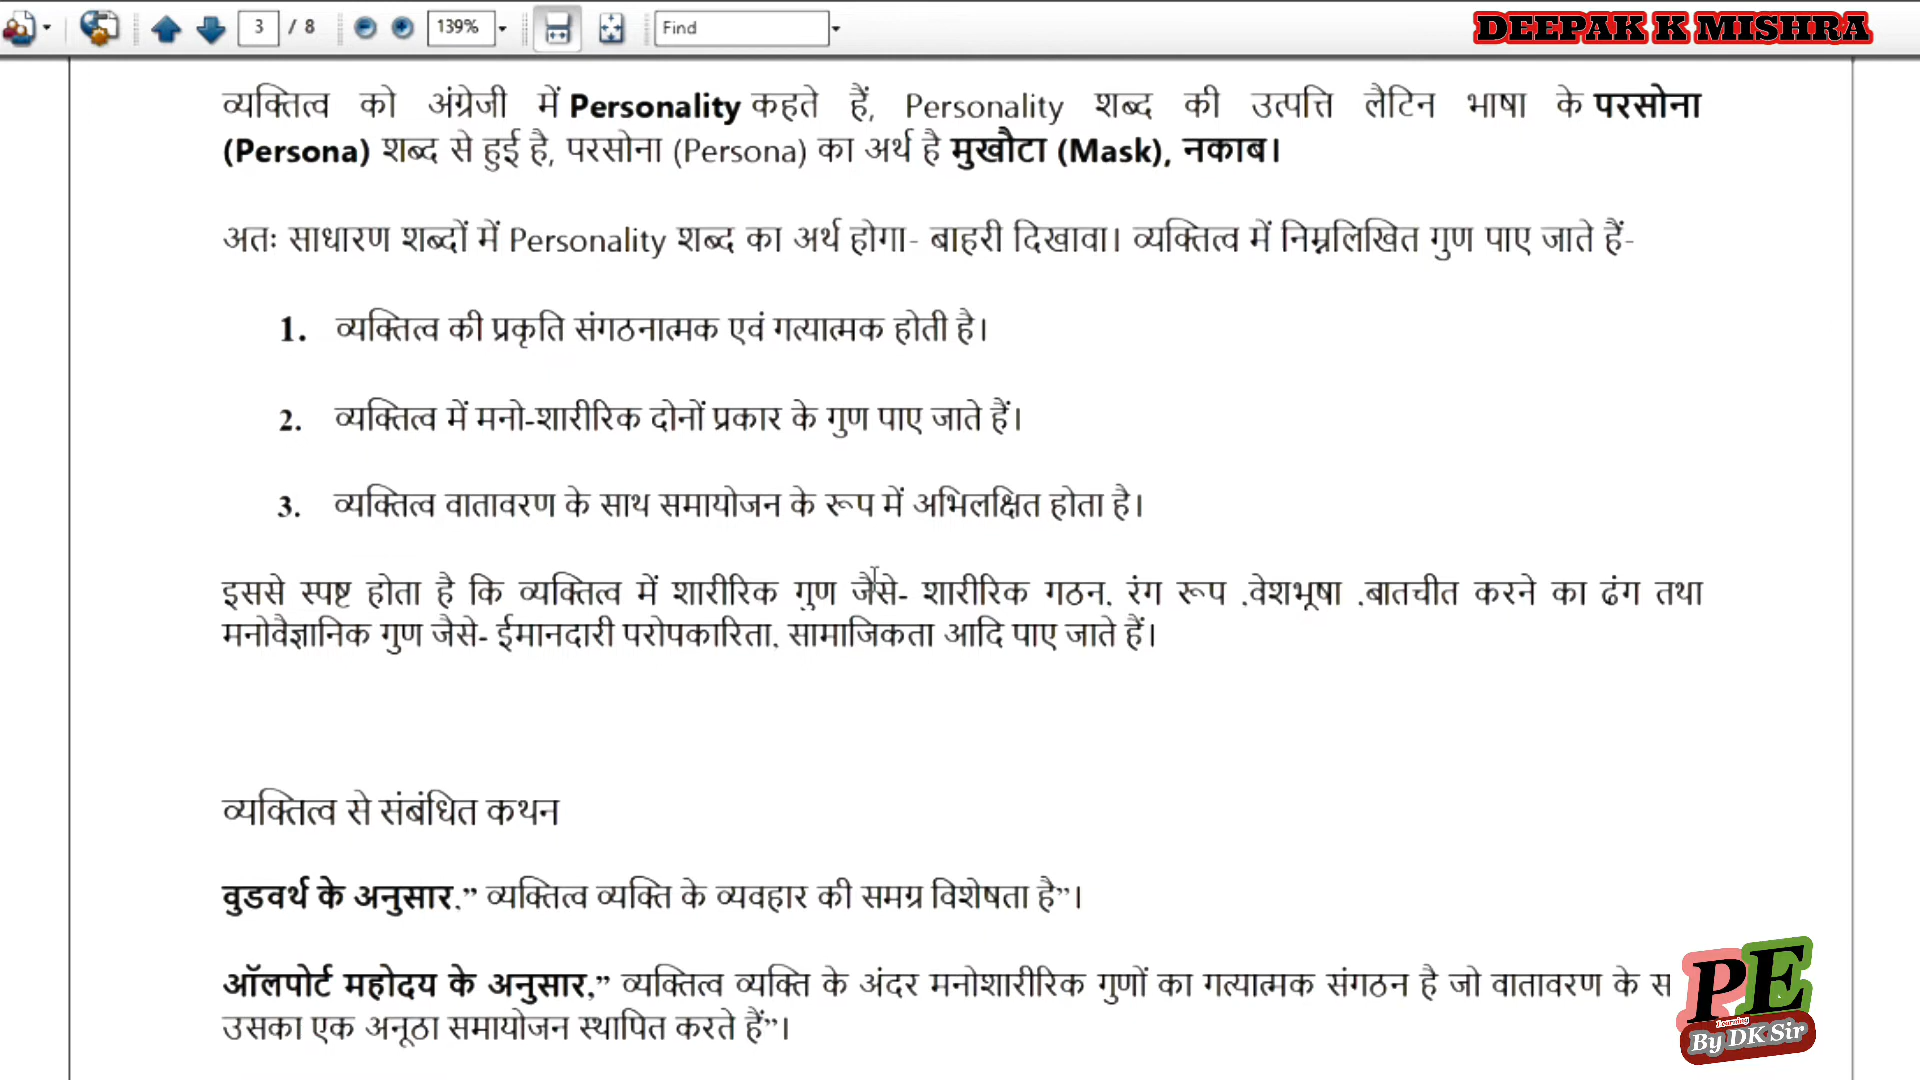 3 / 8 139% Find
DEEPAK K MISHRA
व्यक्तित्व को अंग्रेजी में Personality कहते हैं, Personality शब्द की उत्पत्ति लैटिन भाषा के परसोना
(Persona) शब्द से हुई है, परसोना (Persona) का अर्थ है मुखौटा (Mask), नकाब।
अतः साधारण शब्दों में Personality शब्द का अर्थ होगा- बाहरी दिखावा। व्यक्तित्व में निम्नलिखित गुण पाए जाते हैं-
1. व्यक्तित्व की प्रकृति संगठनात्मक एवं गत्यात्मक होती है।
2. व्यक्तित्व में मनो-शारीरिक दोनों प्रकार के गुण पाए जाते हैं।
3. व्यक्तित्व वातावरण के साथ समायोजन के रूप में अभिलक्षित होता है।
इससे स्पष्ट होता है कि व्यक्तित्व में शारीरिक गुण जैसे- शारीरिक गठन, रंग रूप ,वेशभूषा ,बातचीत करने का ढंग तथा
मनोवैज्ञानिक गुण जैसे- ईमानदारी परोपकारिता, सामाजिकता आदि पाए जाते हैं।
व्यक्तित्व से संबंधित कथन
वुडवर्थ के अनुसार,” व्यक्तित्व व्यक्ति के व्यवहार की समग्र विशेषता है”।
ऑलपोर्ट महोदय के अनुसार,” व्यक्तित्व व्यक्ति के अंदर मनोशारीरिक गुणों का गत्यात्मक संगठन है जो वातावरण के स
उसका एक अनूठा समायोजन स्थापित करते हैं”।
PE
Learning
By DK Sir